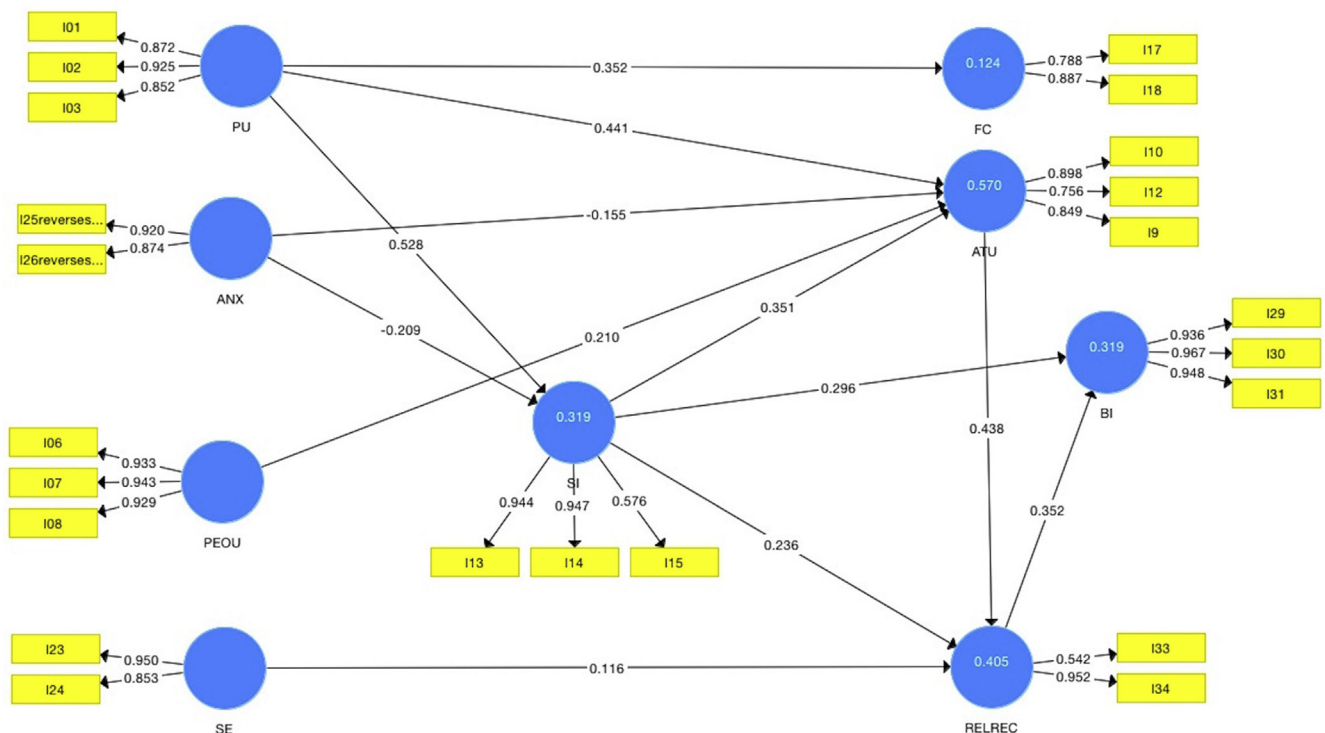 I01
0.872
I02
0.925
I03
0.852
PU
0.352
0.124
FC
0.788
I17
0.887
I18
0.441
0.570
ATU
0.898
I10
0.756
I12
0.849
I9
I25reverses...
0.920
I26reverses...
0.874
ANX
-0.155
0.528
-0.209
0.210
0.351
0.319
SI
0.296
0.319
BI
0.936
I29
0.967
I30
0.948
I31
I06
0.933
I07
0.943
I08
0.929
PEOU
0.944
0.947
0.576
I13
I14
I15
0.438
0.352
0.236
I23
0.950
I24
0.853
SE
0.116
0.405
RELREC
0.542
I33
0.952
I34